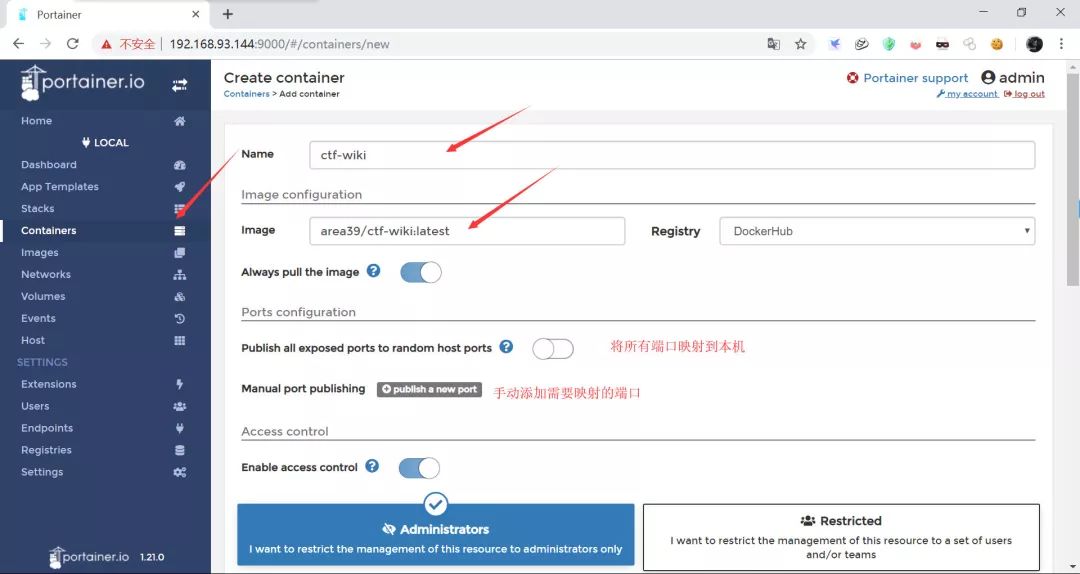 Portainer
不安全 192.168.93.144:9000/#/containers/new
portainer.io
Home
LOCAL
Dashboard
App Templates
Stacks
Containers
Images
Networks
Volumes
Events
Host
SETTINGS
Extensions
Users
Endpoints
Registries
Settings
portainer.io 1.21.0
Create container
Containers > Add container
Portainer support admin
my account log out
Name ctf-wiki
Image configuration
Image area39/ctf-wiki:latest Registry DockerHub
Always pull the image
Ports configuration
Publish all exposed ports to random host ports 将所有端口映射到本机
Manual port publishing publish a new port 手动添加需要映射的端口
Access control
Enable access control
Administrators
I want to restrict the management of this resource to administrators only
Restricted
I want to restrict the management of this resource to a set of users
and/or teams